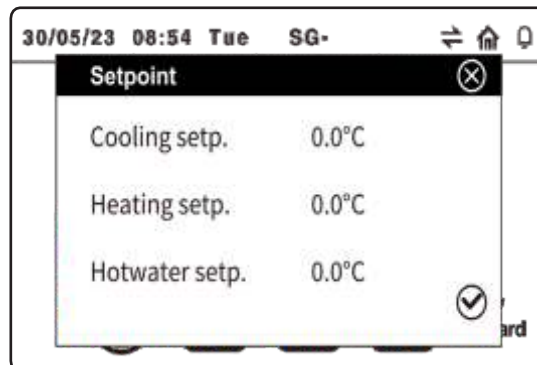 30/05/23 08:54 Tue SG-
Setpoint
Cooling setp. 0.0°C
Heating setp. 0.0°C
Hotwater setp. 0.0°C